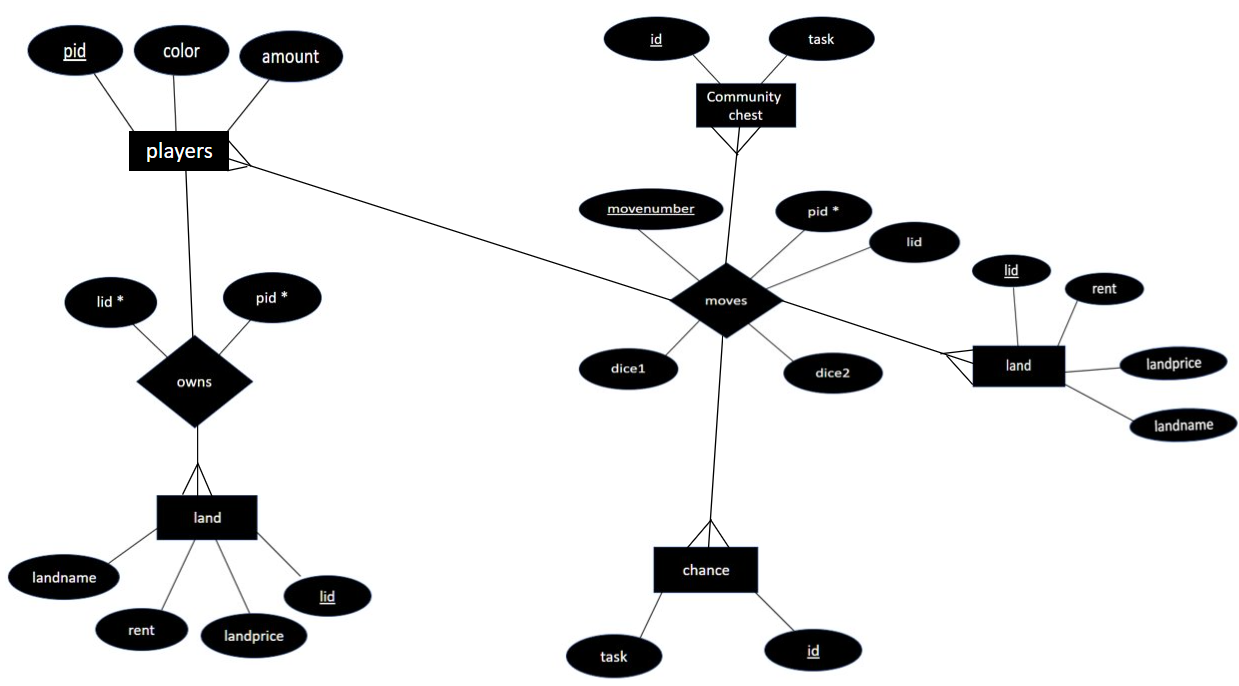 pid
color
amount
players
id
task
Community
chest
movenumber
pid *
lid
moves
dice1
dice2
lid
rent
land
landprice
landname
lid *
pid *
owns
land
landname
rent
landprice
lid
chance
task
id